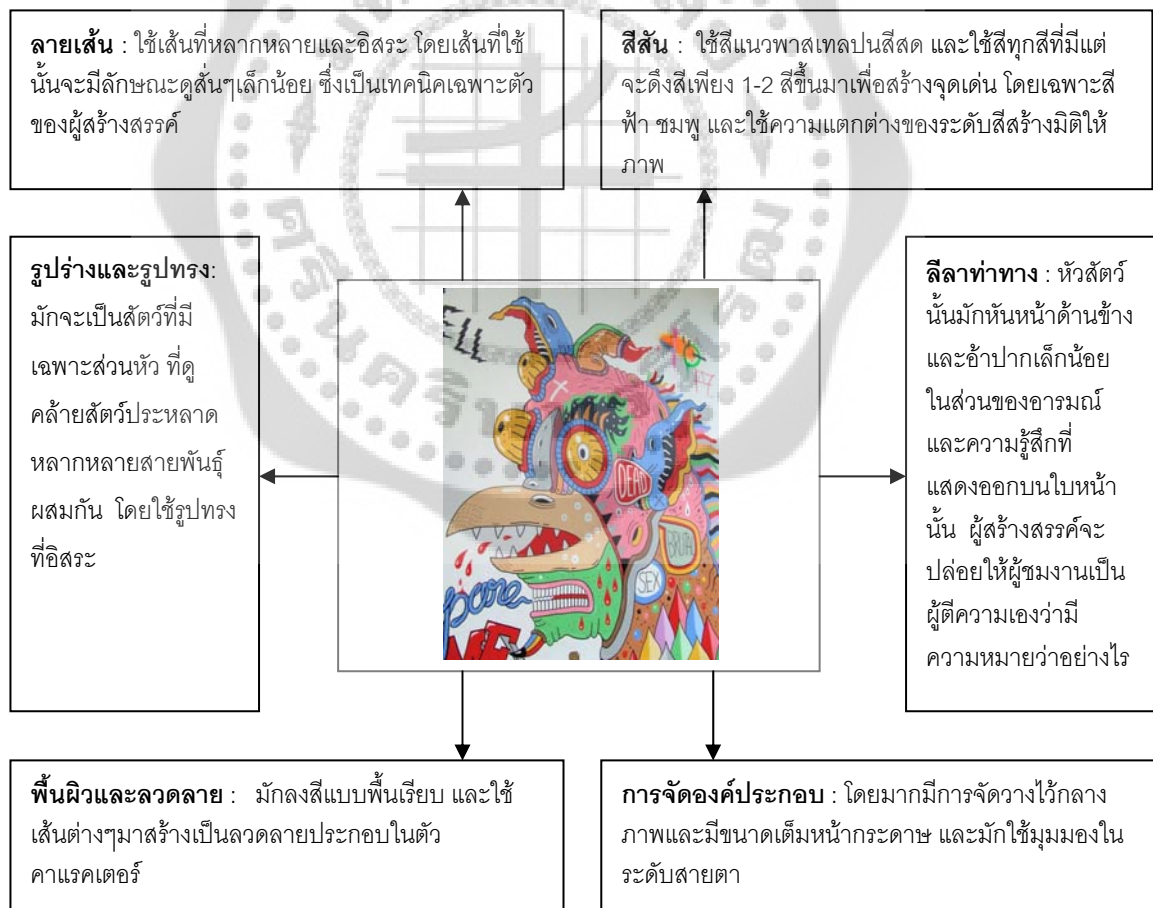 ลายเส้น : ใช้เส้นที่หลากหลายและอิสระ โดยเส้นที่ใช้
นั้นจะมีลักษณะดูสั่นๆเล็กน้อย ซึ่งเป็นเทคนิคเฉพาะตัว
ของผู้สร้างสรรค์
สีสัน : ใช้สีแนวพาสเทลปนสีสด และใช้สีทุกสีที่มีแต่
จะดึงสีเพียง 1-2 สีขึ้นมาเพื่อสร้างจุดเด่น โดยเฉพาะสี
ฟ้า ชมพู และใช้ความแตกต่างของระดับสีสร้างมิติให้
ภาพ
รูปร่างและรูปทรง:
มักจะเป็นสัตว์ที่มี
เฉพาะส่วนหัว ที่ดู
คล้ายสัตว์ประหลาด
หลากหลายสายพันธุ์
ผสมกัน โดยใช้รูปทรง
ที่อิสระ
ELL
DEAD
BRUTAL
SEX
pore
ME
ลีลาท่าทาง : หัวสัตว์
นั้นมักหันหน้าด้านข้าง
และอ้าปากเล็กน้อย
ในส่วนของอารมณ์
และความรู้สึกที่
แสดงออกบนใบหน้า
นั้น ผู้สร้างสรรค์จะ
ปล่อยให้ผู้ชมงานเป็น
ผู้ตีความเองว่ามี
ความหมายว่าอย่างไร
พื้นผิวและลวดลาย : มักลงสีแบบพื้นเรียบ และใช้
เส้นต่างๆมาสร้างเป็นลวดลายประกอบในตัว
คาแรคเตอร์
การจัดองค์ประกอบ : โดยมากมีการจัดวางไว้กลาง
ภาพและมีขนาดเต็มหน้ากระดาษ และมักใช้มุมมองใน
ระดับสายตา